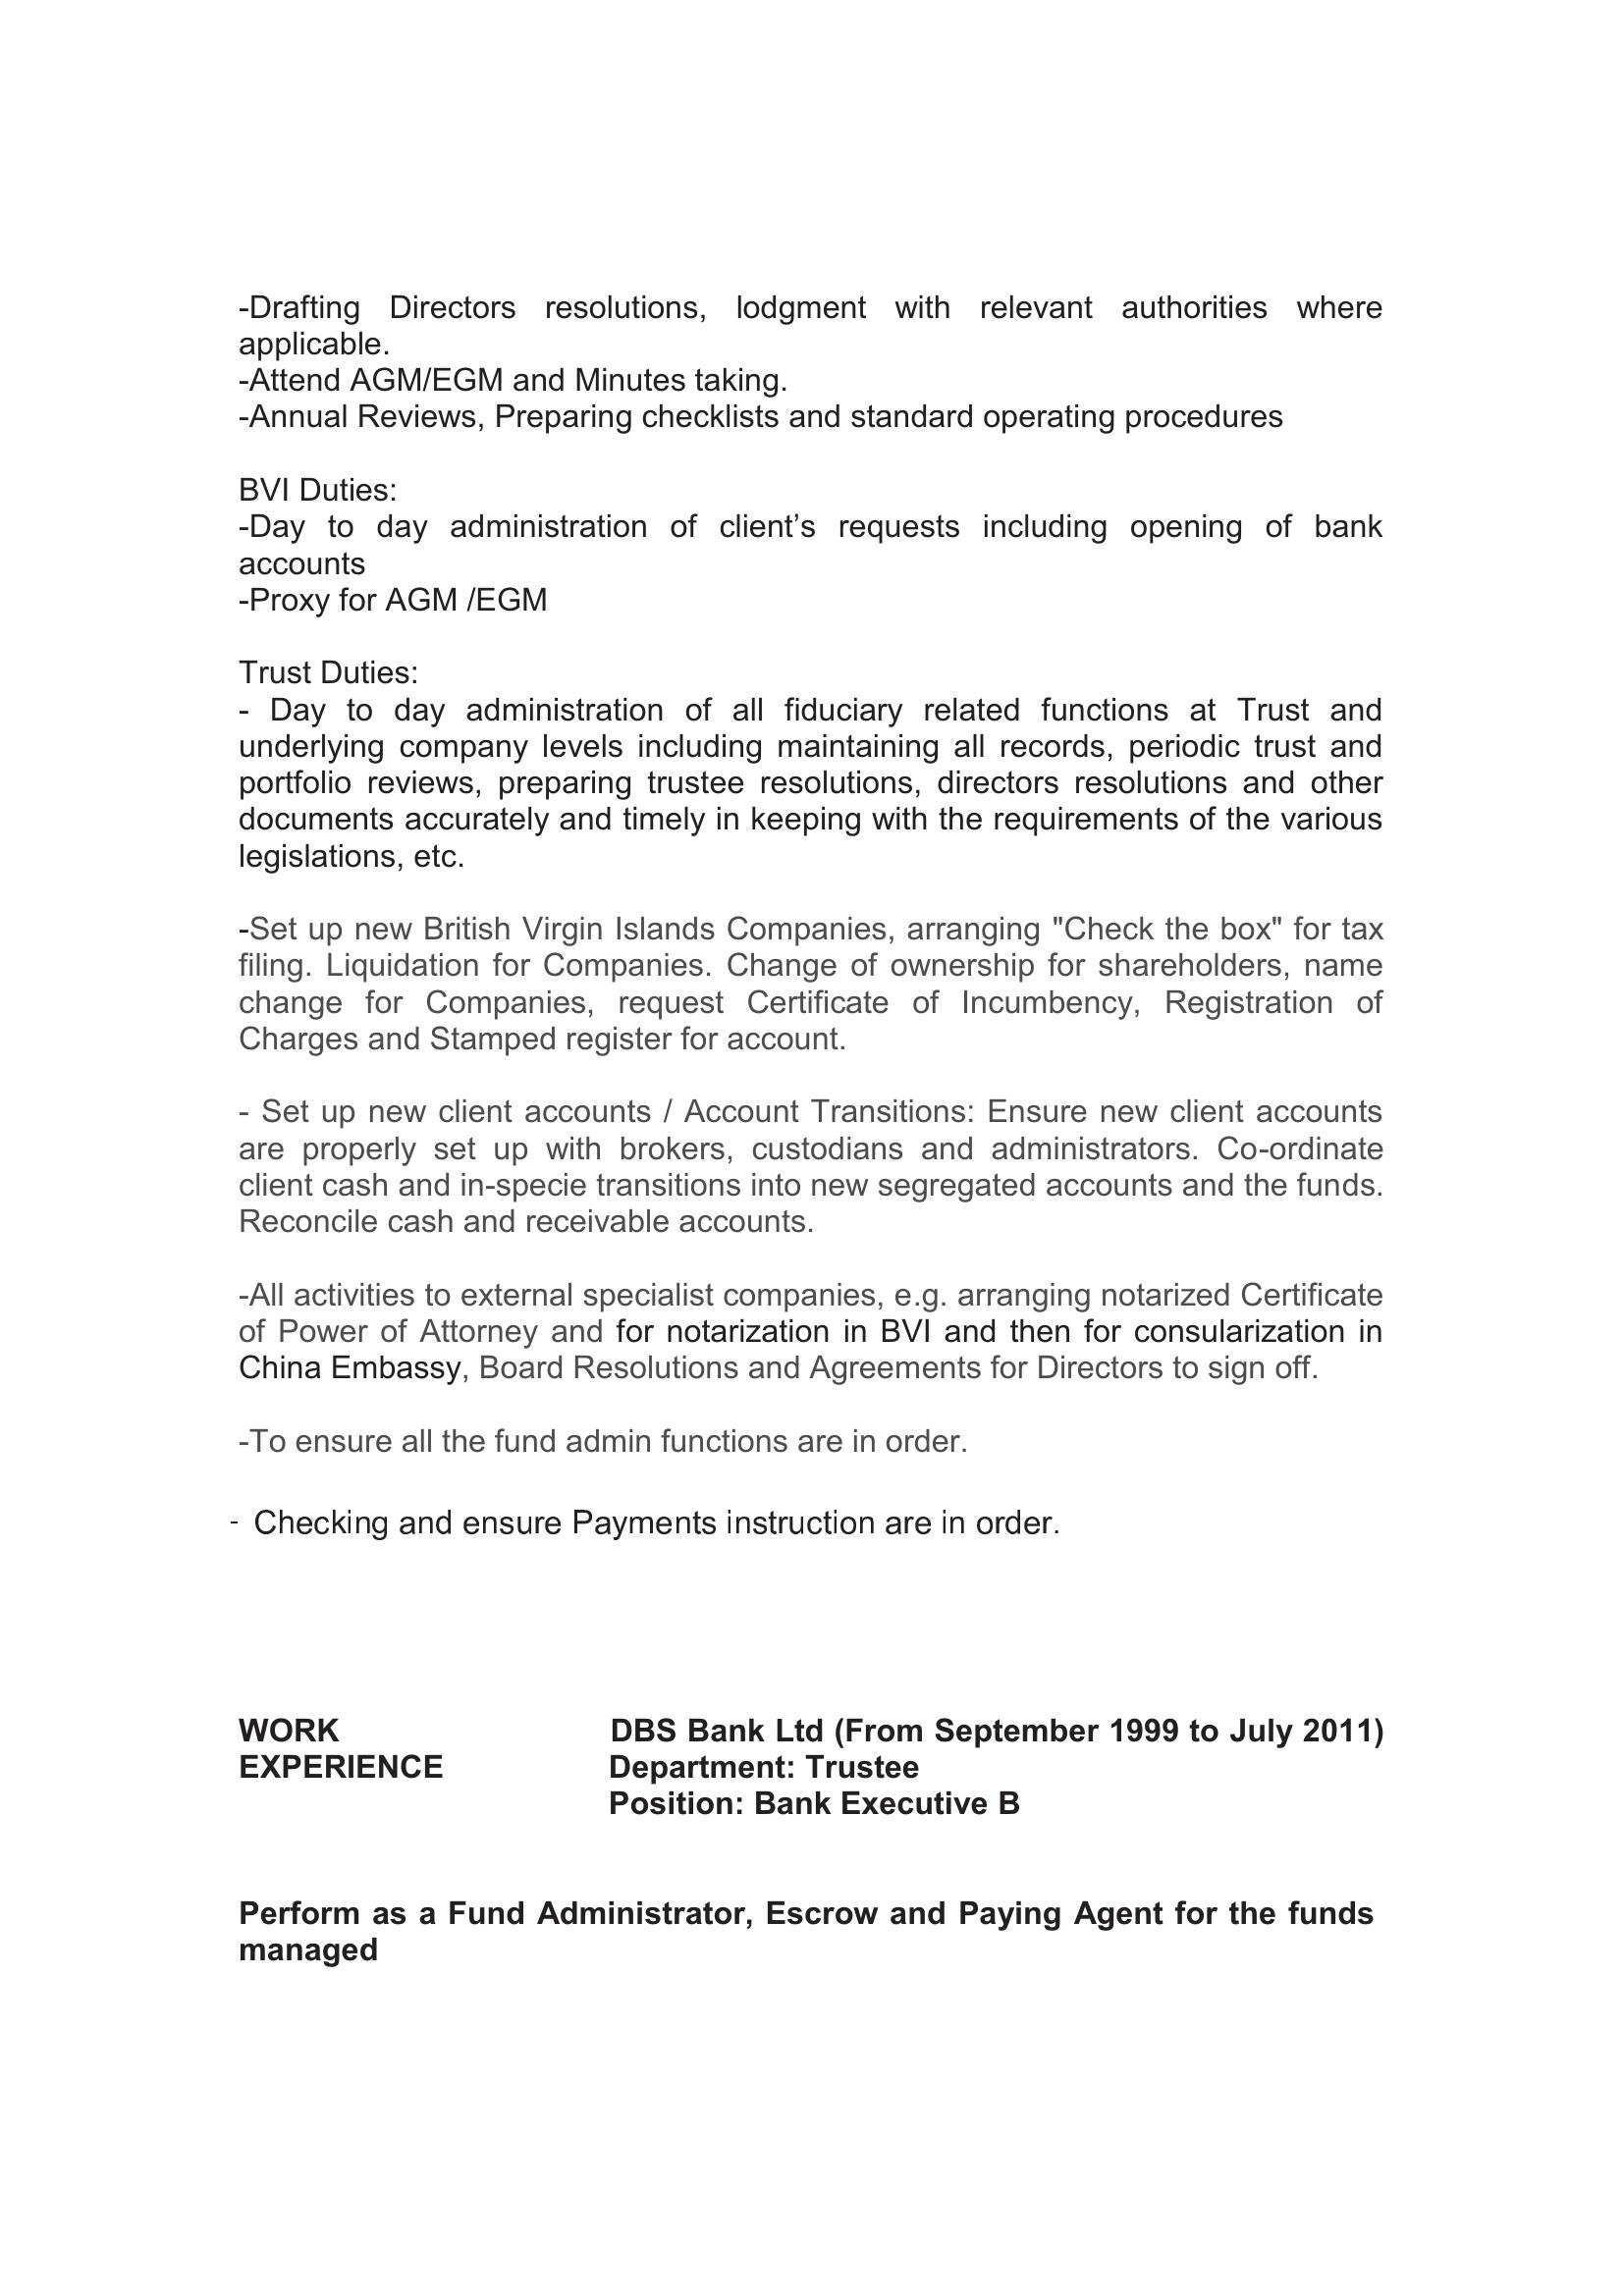 -Drafting Directors resolutions, lodgment with relevant authorities where
applicable.
-Attend AGM/EGM and Minutes taking.
-Annual Reviews, Preparing checklists and standard operating procedures
BVI Duties:
-Day to day administration of client’s requests including opening of bank
accounts
-Proxy for AGM /EGM
Trust Duties:
- Day to day administration of all fiduciary related functions at Trust and
underlying company levels including maintaining all records, periodic trust and
portfolio reviews, preparing trustee resolutions, directors resolutions and other
documents accurately and timely in keeping with the requirements of the various
legislations, etc.
-Set up new British Virgin Islands Companies, arranging "Check the box" for tax
filing. Liquidation for Companies. Change of ownership for shareholders, name
change for Companies, request Certificate of Incumbency, Registration of
Charges and Stamped register for account.
- Set up new client accounts / Account Transitions: Ensure new client accounts
are properly set up with brokers, custodians and administrators. Co-ordinate
client cash and in-specie transitions into new segregated accounts and the funds.
Reconcile cash and receivable accounts.
-All activities to external specialist companies, e.g. arranging notarized Certificate
of Power of Attorney and for notarization in BVI and then for consularization in
China Embassy, Board Resolutions and Agreements for Directors to sign off.
-To ensure all the fund admin functions are in order.
- Checking and ensure Payments instruction are in order.
WORK DBS Bank Ltd (From September 1999 to July 2011)
EXPERIENCE Department: Trustee
Position: Bank Executive B
Perform as a Fund Administrator, Escrow and Paying Agent for the funds
managed